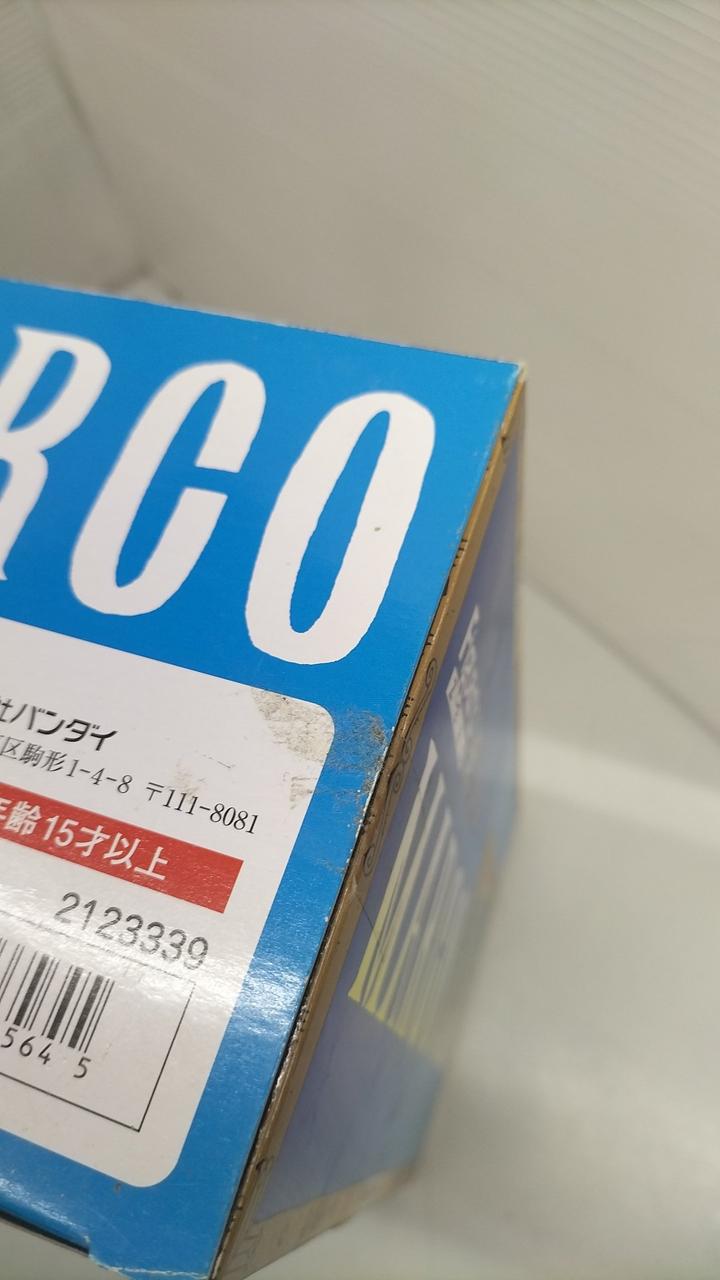 RCO
社バンダイ
区駒形1-4-8 〒111-8081
年齢15才以上
2123339
564 5